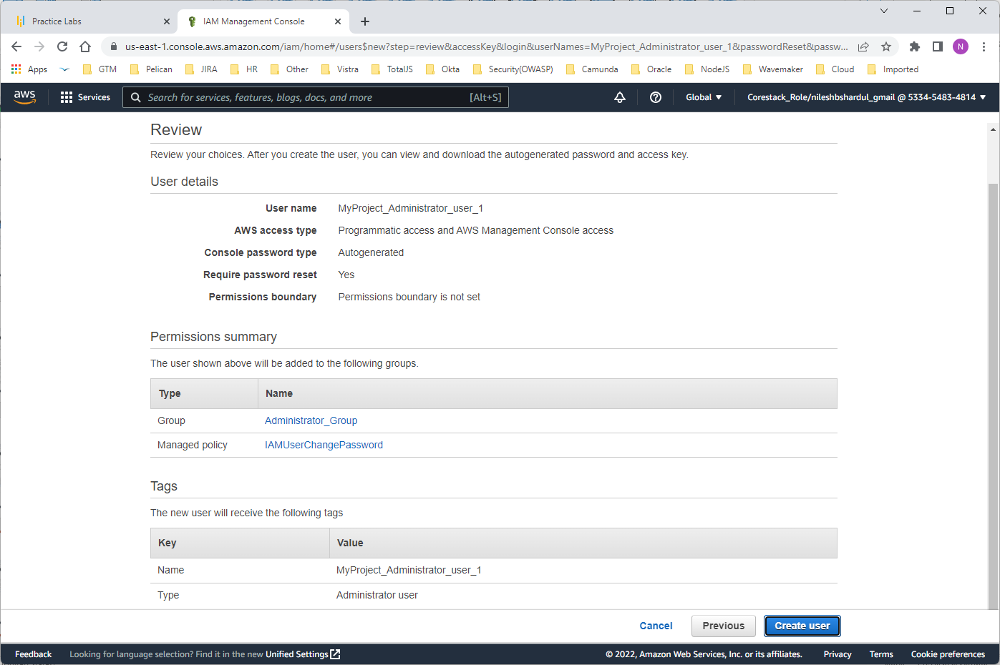 Practice Labs
IAM Management Console
us-east-1.console.aws.amazon.com/iam/home#/users$new?step=review&accessKey&login&userNames=MyProject_Administrator_user_1&passwordReset&passw...
N
Apps
GTM
Pelican
JIRA
HR
Other
Vistra
TotalJS
Okta
Security(OWASP)
Camunda
Oracle
NodeJS
Wavemaker
Cloud
Imported
aws
Services
Search for services, features, blogs, docs, and more
[Alt+S]
Global
Corestack_Role/nileshbshardul_gmail @ 5334-5483-4814
Review
Review your choices. After you create the user, you can view and download the autogenerated password and access key.
User details
User name MyProject_Administrator_user_1
AWS access type Programmatic access and AWS Management Console access
Console password type Autogenerated
Require password reset Yes
Permissions boundary Permissions boundary is not set
Permissions summary
The user shown above will be added to the following groups.
Type Name
Group Administrator_Group
Managed policy IAMUserChangePassword
Tags
The new user will receive the following tags
Key Value
Name MyProject_Administrator_user_1
Type Administrator user
Cancel
Previous
Create user
Feedback
Looking for language selection? Find it in the new Unified Settings
© 2022, Amazon Web Services, Inc. or its affiliates.
Privacy
Terms
Cookie preferences